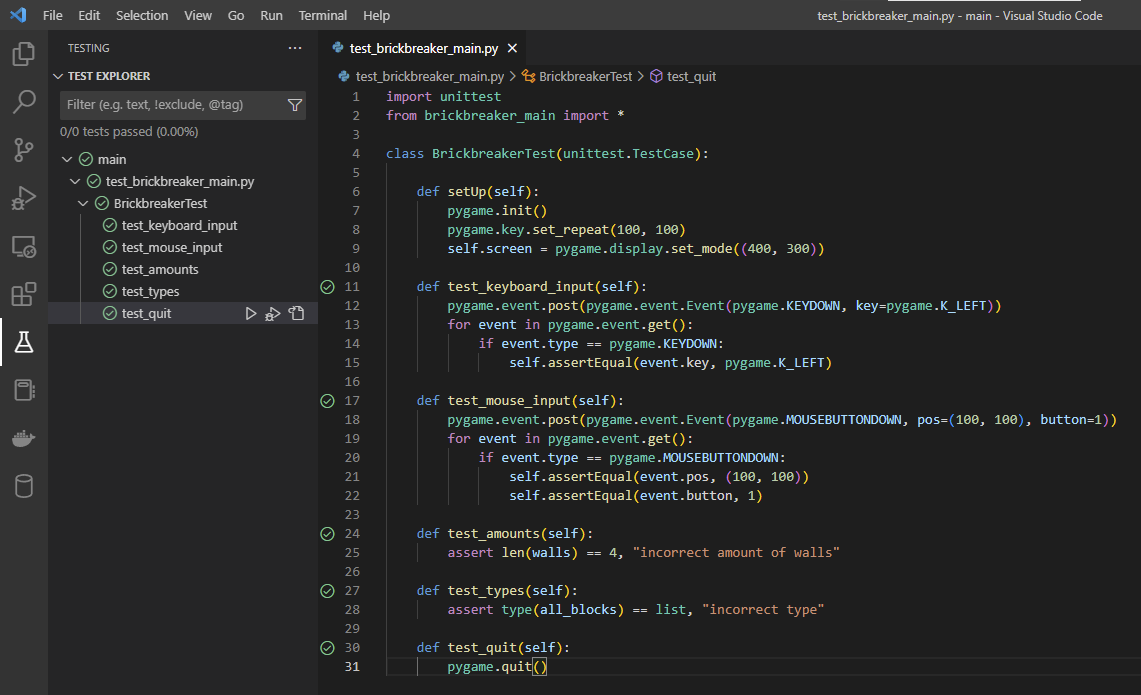 File Edit Selection View Go Run Terminal Help test_brickbreaker_main.py - main - Visual Studio Code
TESTING ···
TEST EXPLORER
Filter (e.g. text, !exclude, @tag)
0/0 tests passed (0.00%)
main
test_brickbreaker_main.py
BrickbreakerTest
test_keyboard_input
test_mouse_input
test_amounts
test_types
test_quit
test_brickbreaker_main.py ×
test_brickbreaker_main.py > BrickbreakerTest > test_quit
1 import unittest
2 from brickbreaker_main import *
3
4 class BrickbreakerTest(unittest.TestCase):
5
6     def setUp(self):
7         pygame.init()
8         pygame.key.set_repeat(100, 100)
9         self.screen = pygame.display.set_mode((400, 300))
10
11     def test_keyboard_input(self):
12         pygame.event.post(pygame.event.Event(pygame.KEYDOWN, key=pygame.K_LEFT))
13         for event in pygame.event.get():
14             if event.type == pygame.KEYDOWN:
15                 self.assertEqual(event.key, pygame.K_LEFT)
16
17     def test_mouse_input(self):
18         pygame.event.post(pygame.event.Event(pygame.MOUSEBUTTONDOWN, pos=(100, 100), button=1))
19         for event in pygame.event.get():
20             if event.type == pygame.MOUSEBUTTONDOWN:
21                 self.assertEqual(event.pos, (100, 100))
22                 self.assertEqual(event.button, 1)
23
24     def test_amounts(self):
25         assert len(walls) == 4, "incorrect amount of walls"
26
27     def test_types(self):
28         assert type(all_blocks) == list, "incorrect type"
29
30     def test_quit(self):
31         pygame.quit()